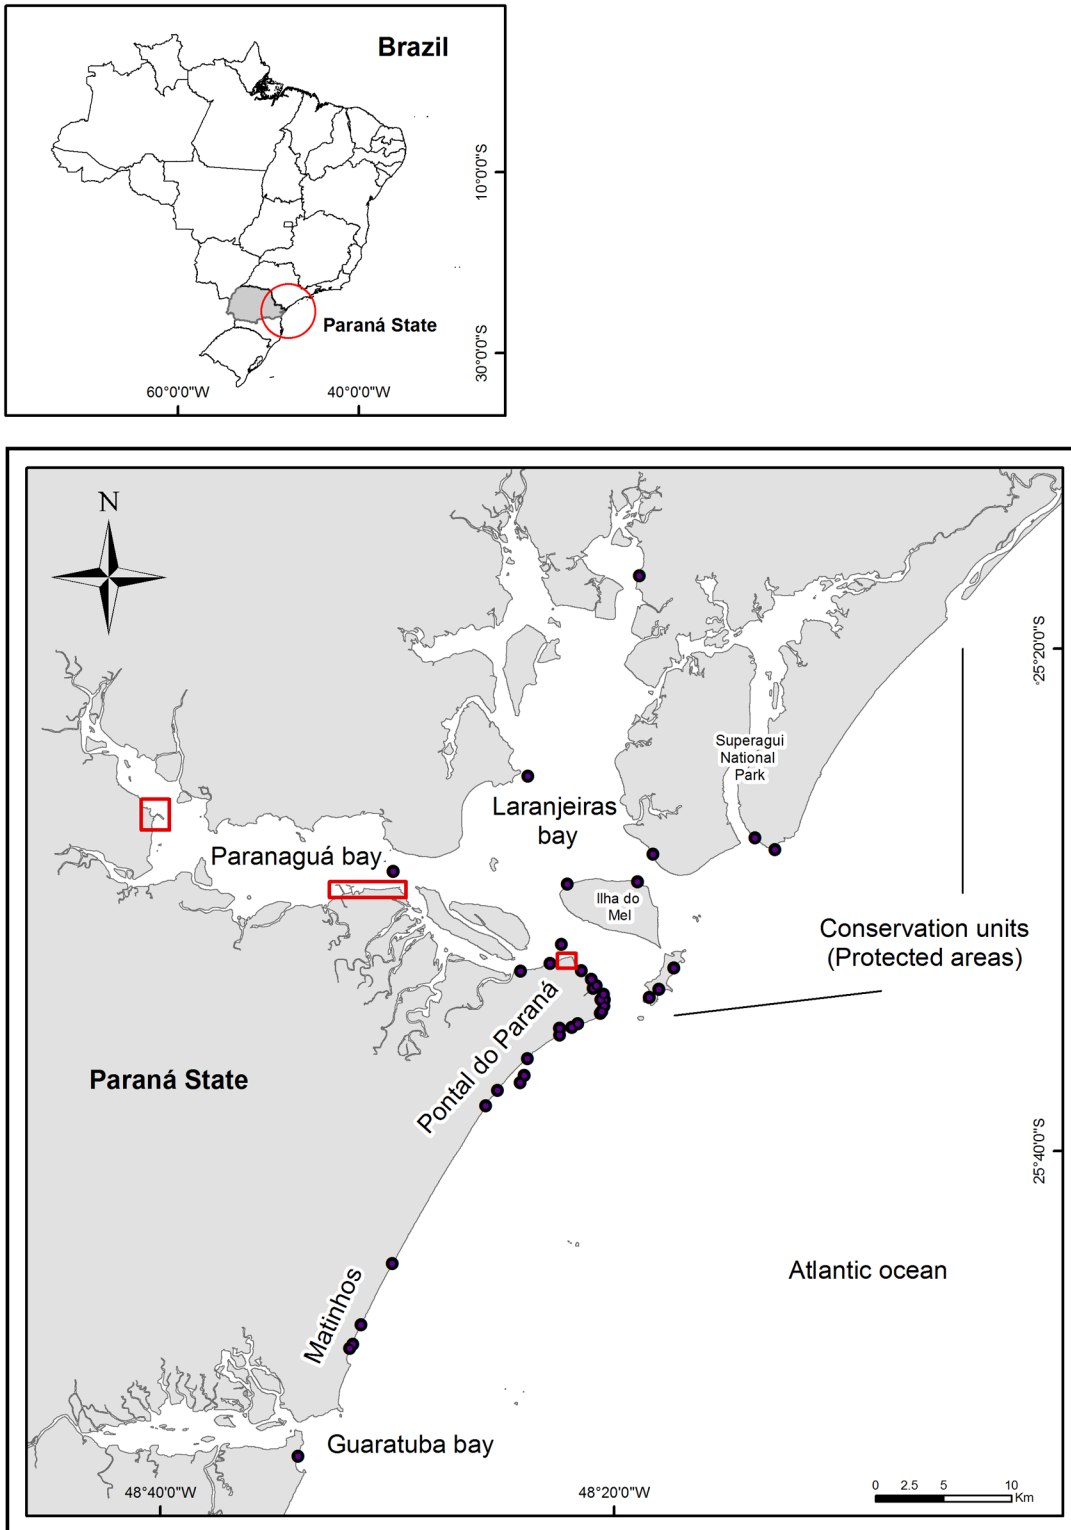 Brazil
10°0'0"S
Paraná State
30°0'0"S
60°0'0"W
40°0'0"W
N
25°20'0"S
Superagui
National
Park
Laranjeiras
bay
Paranaguá bay
Ilha do
Mel
Conservation units
(Protected areas)
Pontal do Paraná
Paraná State
25°40'0"S
Atlantic ocean
Matinhos
Guaratuba bay
48°40'0"W
48°20'0"W
0 2.5 5 10
Km